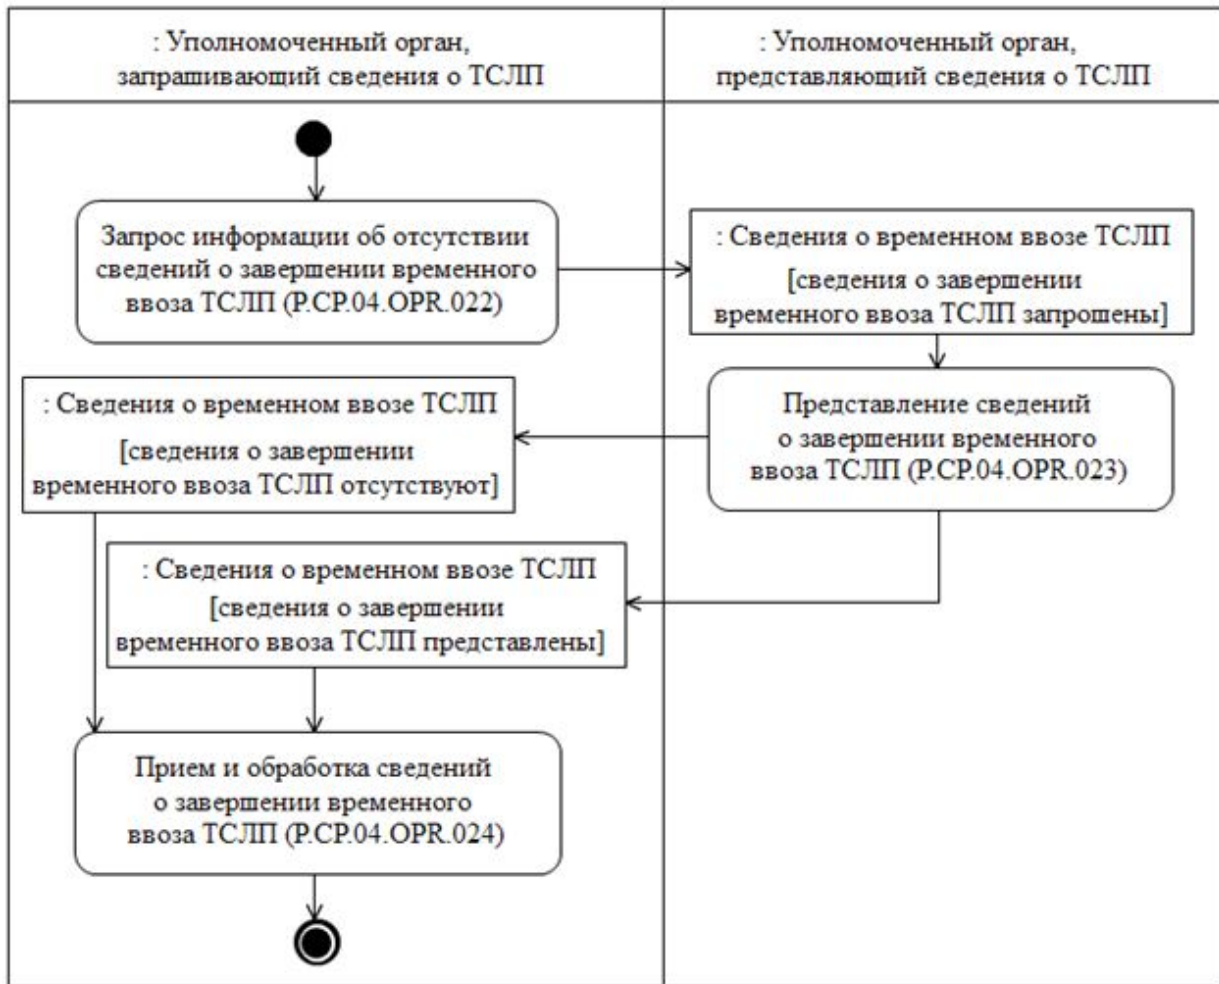 : Уполномоченный орган,
запрашивающий сведения о ТСЛП
: Уполномоченный орган,
представляющий сведения о ТСЛП
Запрос информации об отсутствии
сведений о завершении временного
ввоза ТСЛП (P.CP.04.OPR.022)
: Сведения о временном ввозе ТСЛП
[сведения о завершении
временного ввоза ТСЛП запрошены]
Представление сведений
о завершении временного
ввоза ТСЛП (P.CP.04.OPR.023)
: Сведения о временном ввозе ТСЛП
[сведения о завершении
временного ввоза ТСЛП отсутствуют]
: Сведения о временном ввозе ТСЛП
[сведения о завершении
временного ввоза ТСЛП представлены]
Прием и обработка сведений
о завершении временного
ввоза ТСЛП (P.CP.04.OPR.024)